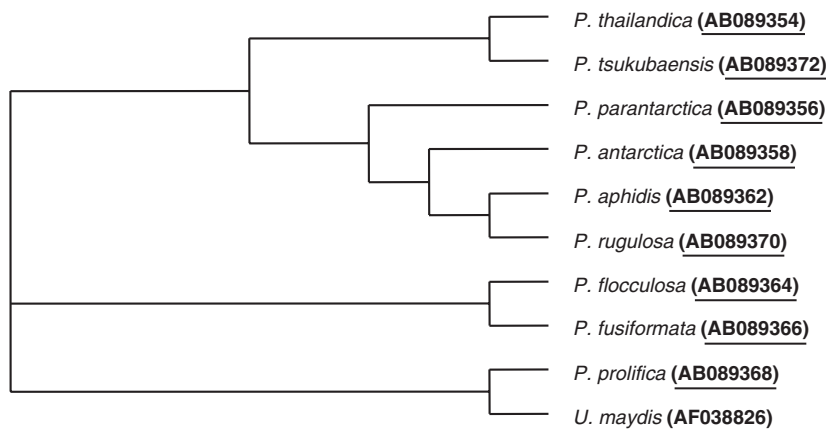 P. thailandica (AB089354)
P. tsukubaensis (AB089372)
P. parantarctica (AB089356)
P. antarctica (AB089358)
P. aphidis (AB089362)
P. rugulosa (AB089370)
P. flocculosa (AB089364)
P. fusiformata (AB089366)
P. prolifica (AB089368)
U. maydis (AF038826)